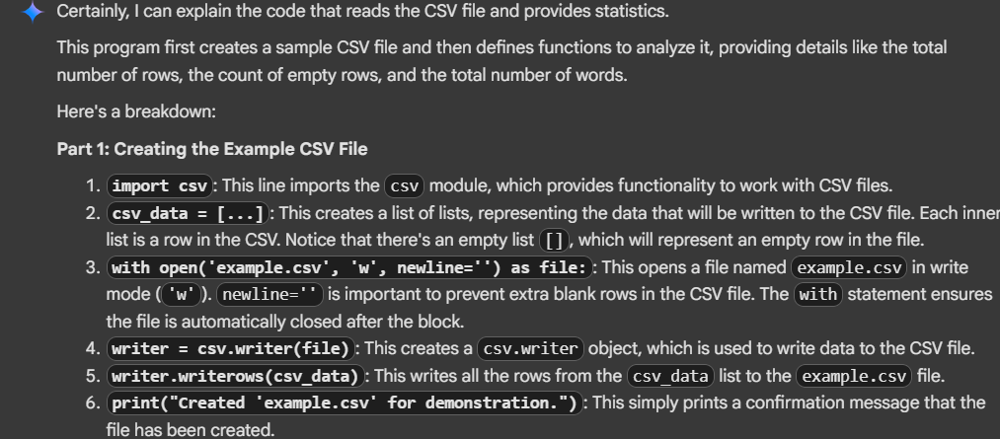 Certainly, I can explain the code that reads the CSV file and provides statistics.
This program first creates a sample CSV file and then defines functions to analyze it, providing details like the total
number of rows, the count of empty rows, and the total number of words.
Here's a breakdown:
Part 1: Creating the Example CSV File
1. import csv: This line imports the csv module, which provides functionality to work with CSV files.
2. csv_data = [...]: This creates a list of lists, representing the data that will be written to the CSV file. Each inner
list is a row in the CSV. Notice that there's an empty list [], which will represent an empty row in the file.
3. with open('example.csv', 'w', newline='') as file:: This opens a file named example.csv in write
mode ('w'). newline='' is important to prevent extra blank rows in the CSV file. The with statement ensures
the file is automatically closed after the block.
4. writer = csv.writer(file): This creates a csv.writer object, which is used to write data to the CSV file.
5. writer.writerows(csv_data): This writes all the rows from the csv_data list to the example.csv file.
6. print("Created 'example.csv' for demonstration."): This simply prints a confirmation message that the
file has been created.